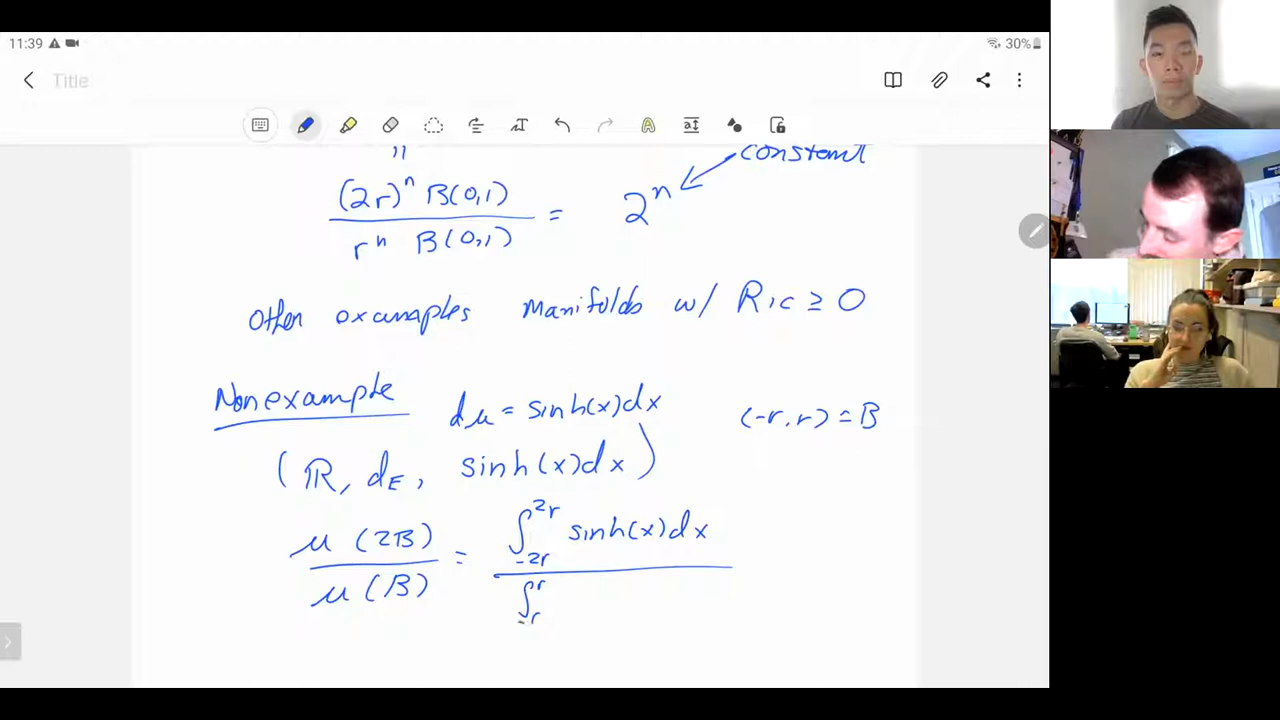 11:39
30%
Title
"
constant
(2r)^n B(0,1) / r^n B(0,1) = 2^n
Other examples manifolds w/ Ric ≥ 0
Nonexample dμ = sinh(x)dx (-r,r) = B
(ℝ, d_E, sinh(x)dx)
μ(2B) / μ(B) = ∫_{-2r}^{2r} sinh(x)dx / ∫_{-r}^{r}